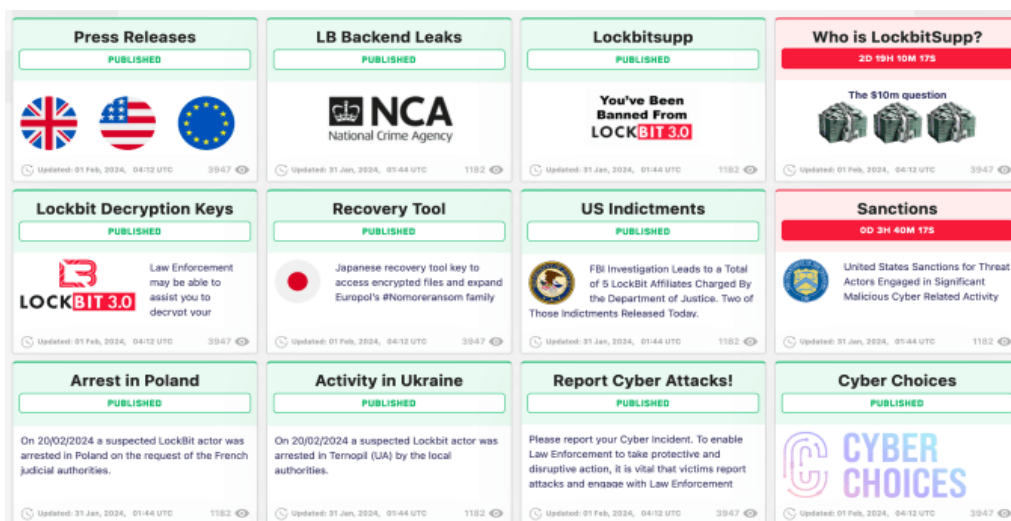 Press Releases
PUBLISHED
Updated: 01 Feb, 2024, 04:12 UTC 3947
LB Backend Leaks
PUBLISHED
NCA
National Crime Agency
Updated: 31 Jan, 2024, 01:44 UTC 1182
Lockbitsupp
PUBLISHED
You've Been
Banned From
LOCKBIT 3.0
Updated: 31 Jan, 2024, 01:44 UTC 1182
Who is LockbitSupp?
2D 19H 10M 17S
The $10m question
Updated: 01 Feb, 2024, 04:12 UTC 3947
Lockbit Decryption Keys
PUBLISHED
LOCKBIT 3.0
Law Enforcement
may be able to
assist you to
decrypt your
Updated: 01 Feb, 2024, 04:12 UTC 3947
Recovery Tool
PUBLISHED
Japanese recovery tool key to
access encrypted files and expand
Europol's #Nomoreransom family
Updated: 01 Feb, 2024, 04:12 UTC 3947
US Indictments
PUBLISHED
FBI Investigation Leads to a Total
of 5 LockBit Affiliates Charged By
the Department of Justice. Two of
Those Indictments Released Today.
Updated: 31 Jan, 2024, 01:44 UTC 1182
Sanctions
0D 3H 40M 17S
United States Sanctions for Threat
Actors Engaged in Significant
Malicious Cyber Related Activity
Updated: 31 Jan, 2024, 01:44 UTC 1182
Arrest in Poland
PUBLISHED
On 20/02/2024 a suspected LockBit actor was
arrested in Poland on the request of the French
judicial authorities.
Updated: 31 Jan, 2024, 01:44 UTC 1182
Activity in Ukraine
PUBLISHED
On 20/02/2024 a suspected Lockbit actor was
arrested in Ternopil (UA) by the local
authorities.
Updated: 31 Jan, 2024, 01:44 UTC 1182
Report Cyber Attacks!
PUBLISHED
Please report your Cyber Incident. To enable
Law Enforcement to take protective and
disruptive action, it is vital that victims report
attacks and engage with Law Enforcement
Updated: 01 Feb, 2024, 04:12 UTC 3947
Cyber Choices
PUBLISHED
CYBER
CHOICES
Updated: 01 Feb, 2024, 04:12 UTC 3947